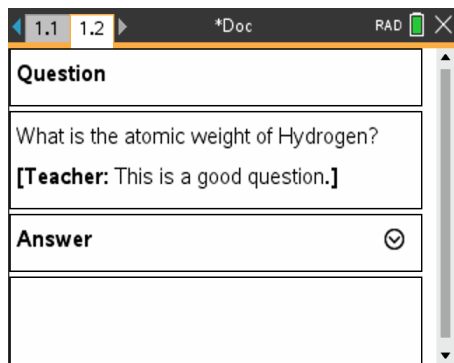 1.1 1.2 *Doc RAD
Question
What is the atomic weight of Hydrogen?
[Teacher: This is a good question.]
Answer